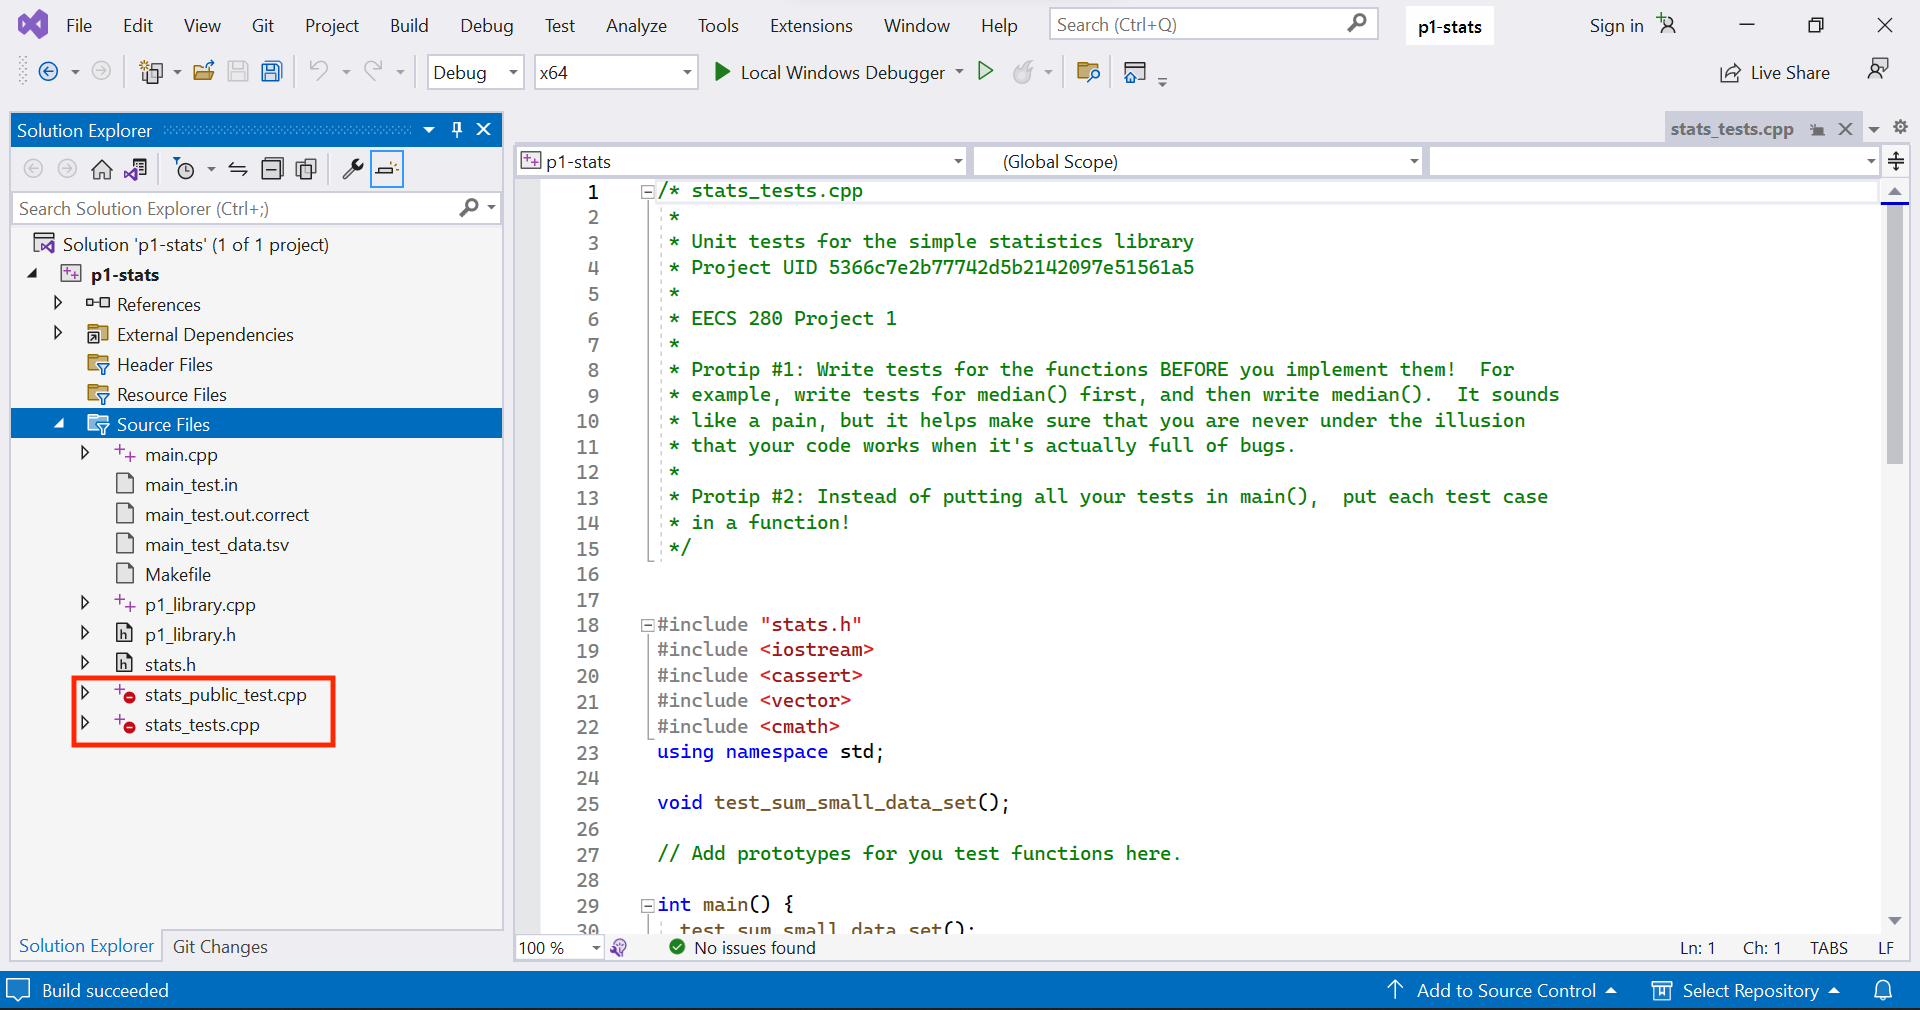 File Edit View Git Project Build Debug Test Analyze Tools Extensions Window Help Search (Ctrl+Q) p1-stats Sign in
Debug x64 Local Windows Debugger Live Share
Solution Explorer
Search Solution Explorer (Ctrl+;)
Solution 'p1-stats' (1 of 1 project)
p1-stats
References
External Dependencies
Header Files
Resource Files
Source Files
main.cpp
main_test.in
main_test.out.correct
main_test_data.tsv
Makefile
p1_library.cpp
p1_library.h
stats.h
stats_public_test.cpp
stats_tests.cpp
Solution Explorer Git Changes
stats_tests.cpp
p1-stats (Global Scope)
1 /* stats_tests.cpp
2 *
3 * Unit tests for the simple statistics library
4 * Project UID 5366c7e2b77742d5b2142097e51561a5
5 *
6 * EECS 280 Project 1
7 *
8 * Protip #1: Write tests for the functions BEFORE you implement them!  For
9 * example, write tests for median() first, and then write median().  It sounds
10 * like a pain, but it helps make sure that you are never under the illusion
11 * that your code works when it's actually full of bugs.
12 *
13 * Protip #2: Instead of putting all your tests in main(),  put each test case
14 * in a function!
15 */
16
17
18 #include "stats.h"
19 #include <iostream>
20 #include <cassert>
21 #include <vector>
22 #include <cmath>
23 using namespace std;
24
25 void test_sum_small_data_set();
26
27 // Add prototypes for you test functions here.
28
29 int main() {
30 test_sum_small_data_set();
100 % No issues found Ln: 1 Ch: 1 TABS LF
Build succeeded Add to Source Control Select Repository